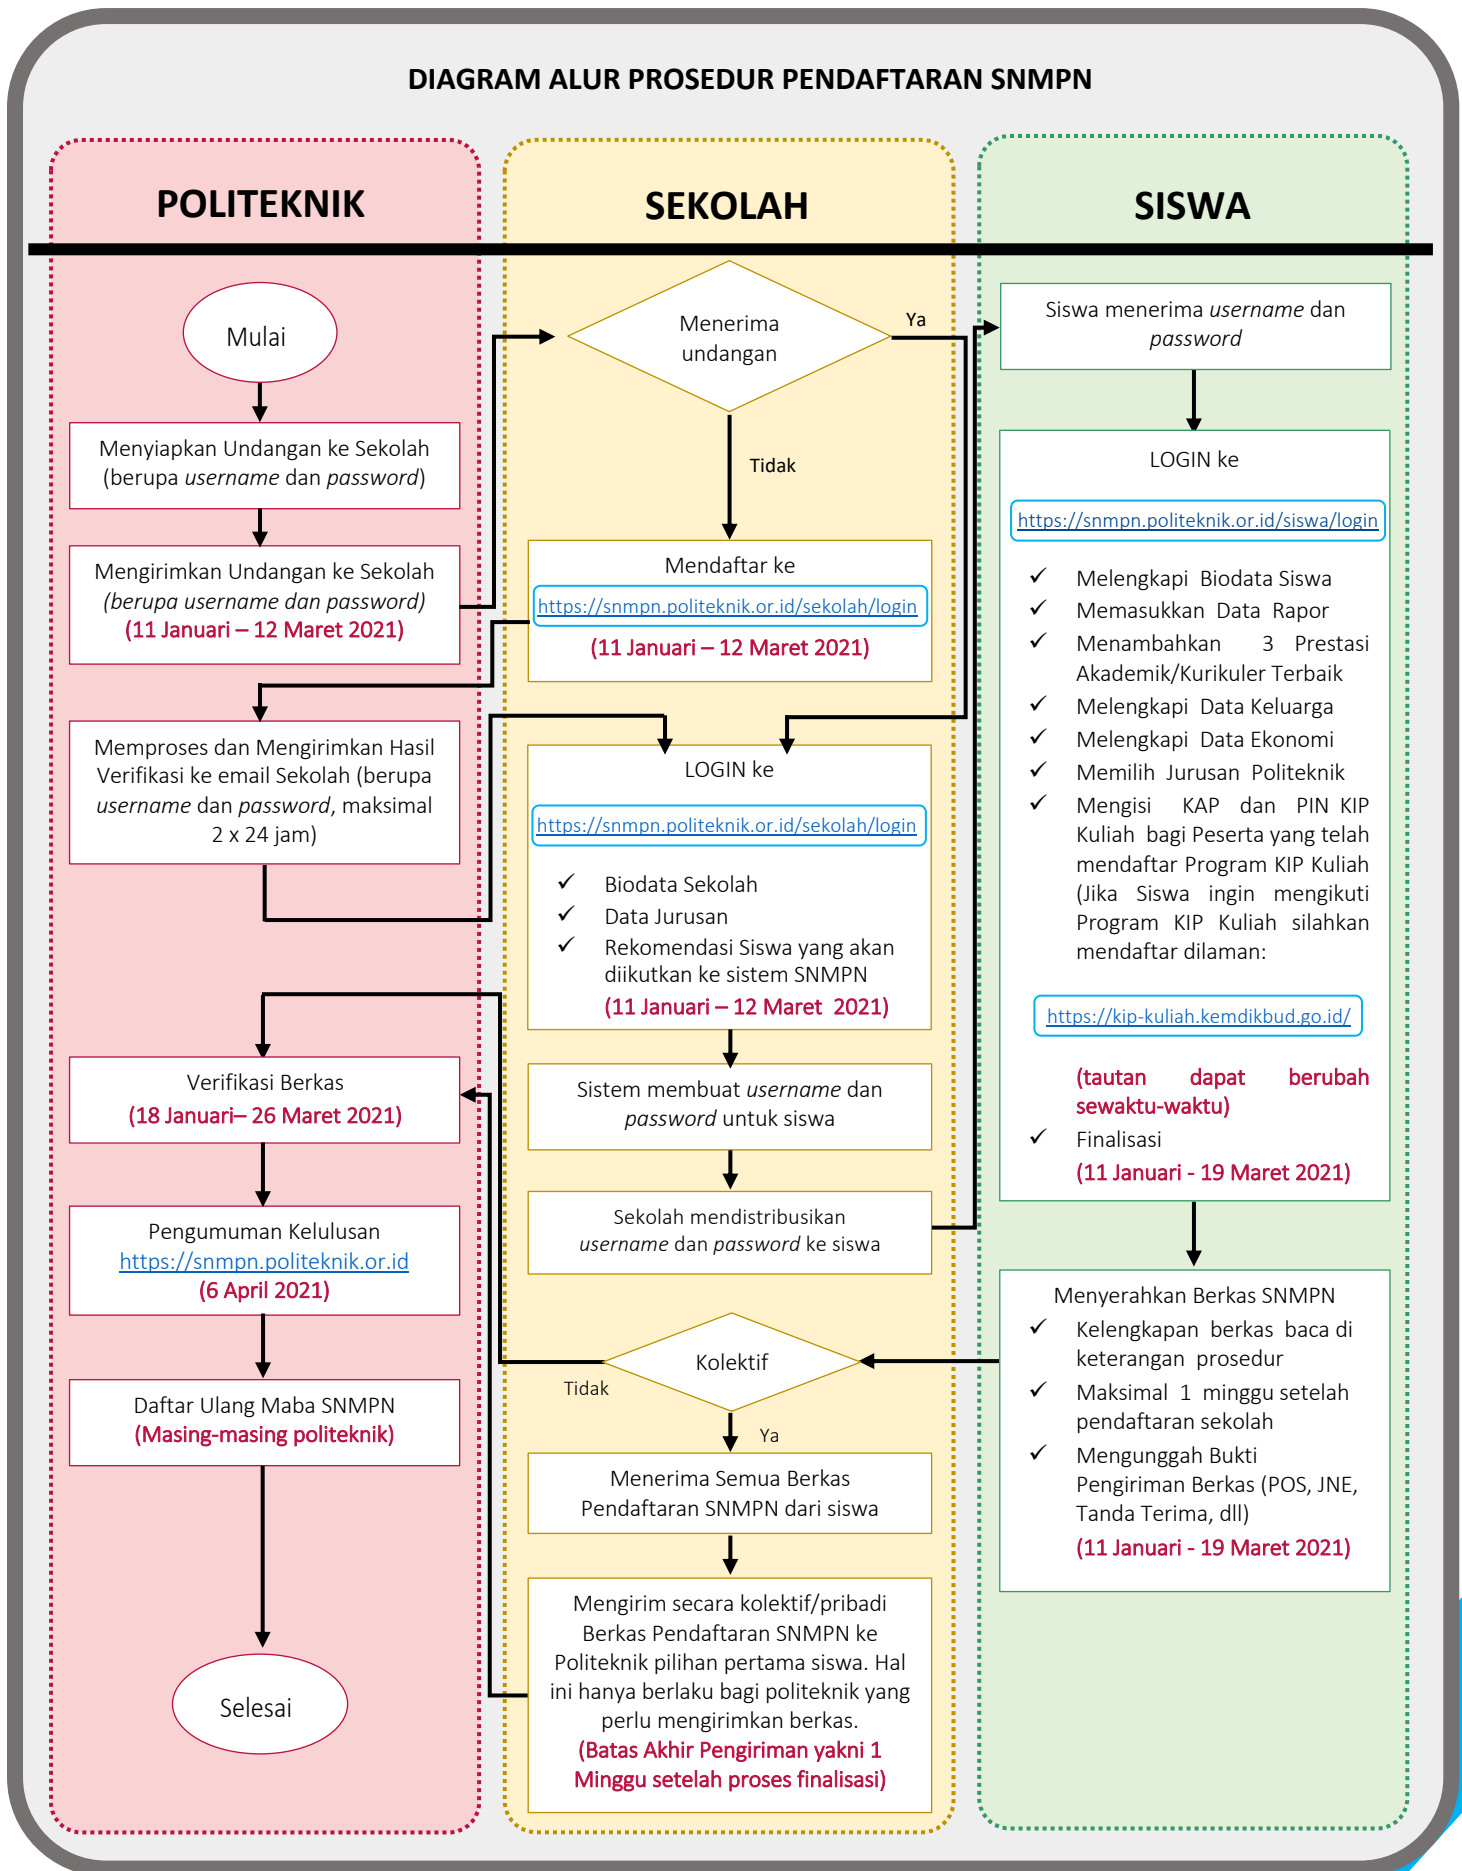 DIAGRAM ALUR PROSEDUR PENDAFTARAN SNMPN
POLITEKNIK
Mulai
Menyiapkan Undangan ke Sekolah
(berupa username dan password)
Mengirimkan Undangan ke Sekolah
(berupa username dan password)
(11 Januari – 12 Maret 2021)
Memproses dan Mengirimkan Hasil
Verifikasi ke email Sekolah (berupa
username dan password, maksimal
2 x 24 jam)
Verifikasi Berkas
(18 Januari– 26 Maret 2021)
Pengumuman Kelulusan
https://snmpn.politeknik.or.id
(6 April 2021)
Daftar Ulang Maba SNMPN
(Masing-masing politeknik)
Selesai
SEKOLAH
Menerima
undangan
Ya
Tidak
Mendaftar ke
https://snmpn.politeknik.or.id/sekolah/login
(11 Januari – 12 Maret 2021)
LOGIN ke
https://snmpn.politeknik.or.id/sekolah/login
✓ Biodata Sekolah
✓ Data Jurusan
✓ Rekomendasi Siswa yang akan
diikutkan ke sistem SNMPN
(11 Januari – 12 Maret 2021)
Sistem membuat username dan
password untuk siswa
Sekolah mendistribusikan
username dan password ke siswa
Kolektif
Tidak
Ya
Menerima Semua Berkas
Pendaftaran SNMPN dari siswa
Mengirim secara kolektif/pribadi
Berkas Pendaftaran SNMPN ke
Politeknik pilihan pertama siswa. Hal
ini hanya berlaku bagi politeknik yang
perlu mengirimkan berkas.
(Batas Akhir Pengiriman yakni 1
Minggu setelah proses finalisasi)
SISWA
Siswa menerima username dan
password
LOGIN ke
https://snmpn.politeknik.or.id/siswa/login
✓ Melengkapi Biodata Siswa
✓ Memasukkan Data Rapor
✓ Menambahkan 3 Prestasi
Akademik/Kurikuler Terbaik
✓ Melengkapi Data Keluarga
✓ Melengkapi Data Ekonomi
✓ Memilih Jurusan Politeknik
✓ Mengisi KAP dan PIN KIP
Kuliah bagi Peserta yang telah
mendaftar Program KIP Kuliah
(Jika Siswa ingin mengikuti
Program KIP Kuliah silahkan
mendaftar dilaman:
https://kip-kuliah.kemdikbud.go.id/
(tautan dapat berubah
sewaktu-waktu)
✓ Finalisasi
(11 Januari - 19 Maret 2021)
Menyerahkan Berkas SNMPN
✓ Kelengkapan berkas baca di
keterangan prosedur
✓ Maksimal 1 minggu setelah
pendaftaran sekolah
✓ Mengunggah Bukti
Pengiriman Berkas (POS, JNE,
Tanda Terima, dll)
(11 Januari - 19 Maret 2021)